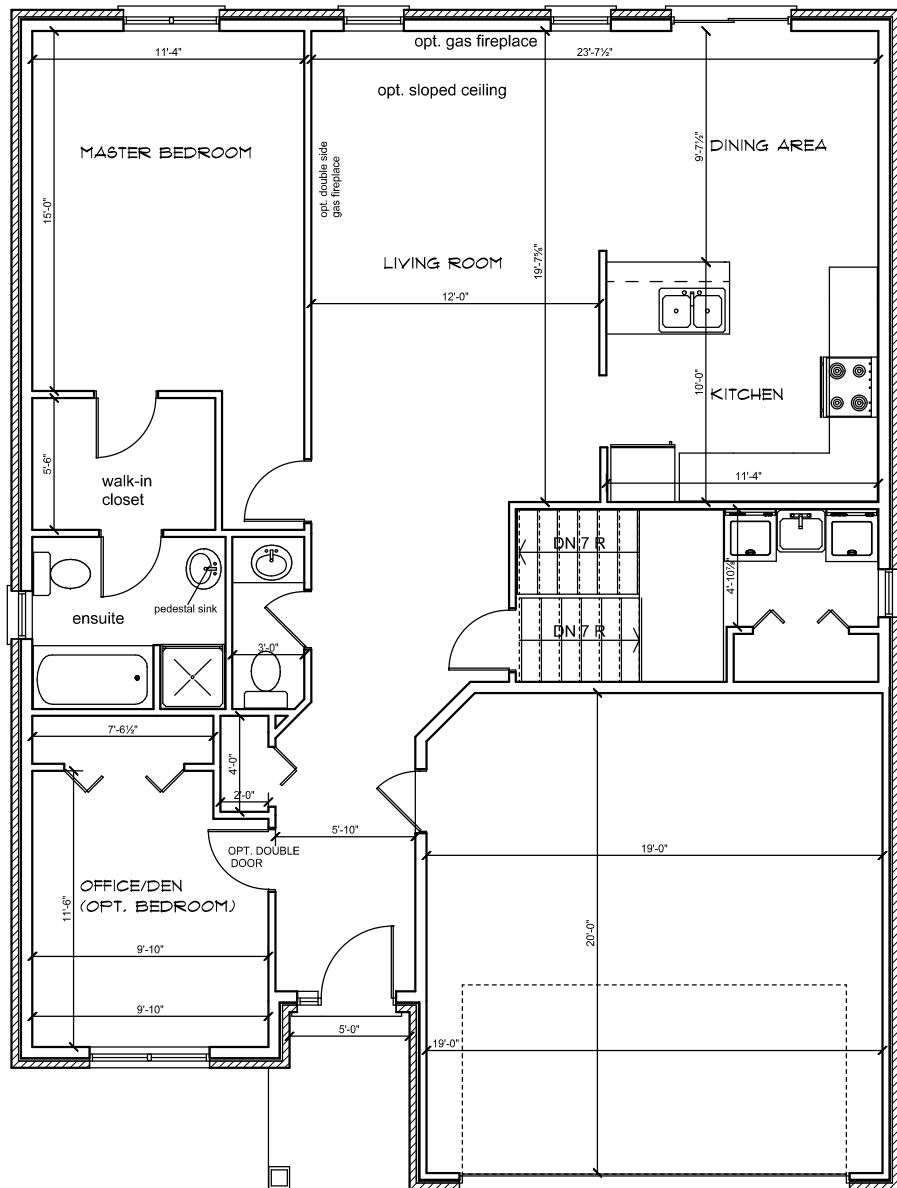 opt. gas fireplace
11'-4"
23'-7½"
opt. sloped ceiling
MASTER BEDROOM
DINING AREA
9'-7½"
opt. double side
gas fireplace
15'-0"
LIVING ROOM
19'-7⅝"
12'-0"
10'-0"
KITCHEN
5'-6"
walk-in
closet
11'-4"
DN 7 R
4'-10½"
pedestal sink
ensuite
DN 7 R
3'-0"
7'-6½"
4'-0"
2'-0"
5'-10"
OPT. DOUBLE
DOOR
19'-0"
OFFICE/DEN
(OPT. BEDROOM)
11'-6"
20'-0"
9'-10"
9'-10"
5'-0"
19'-0"